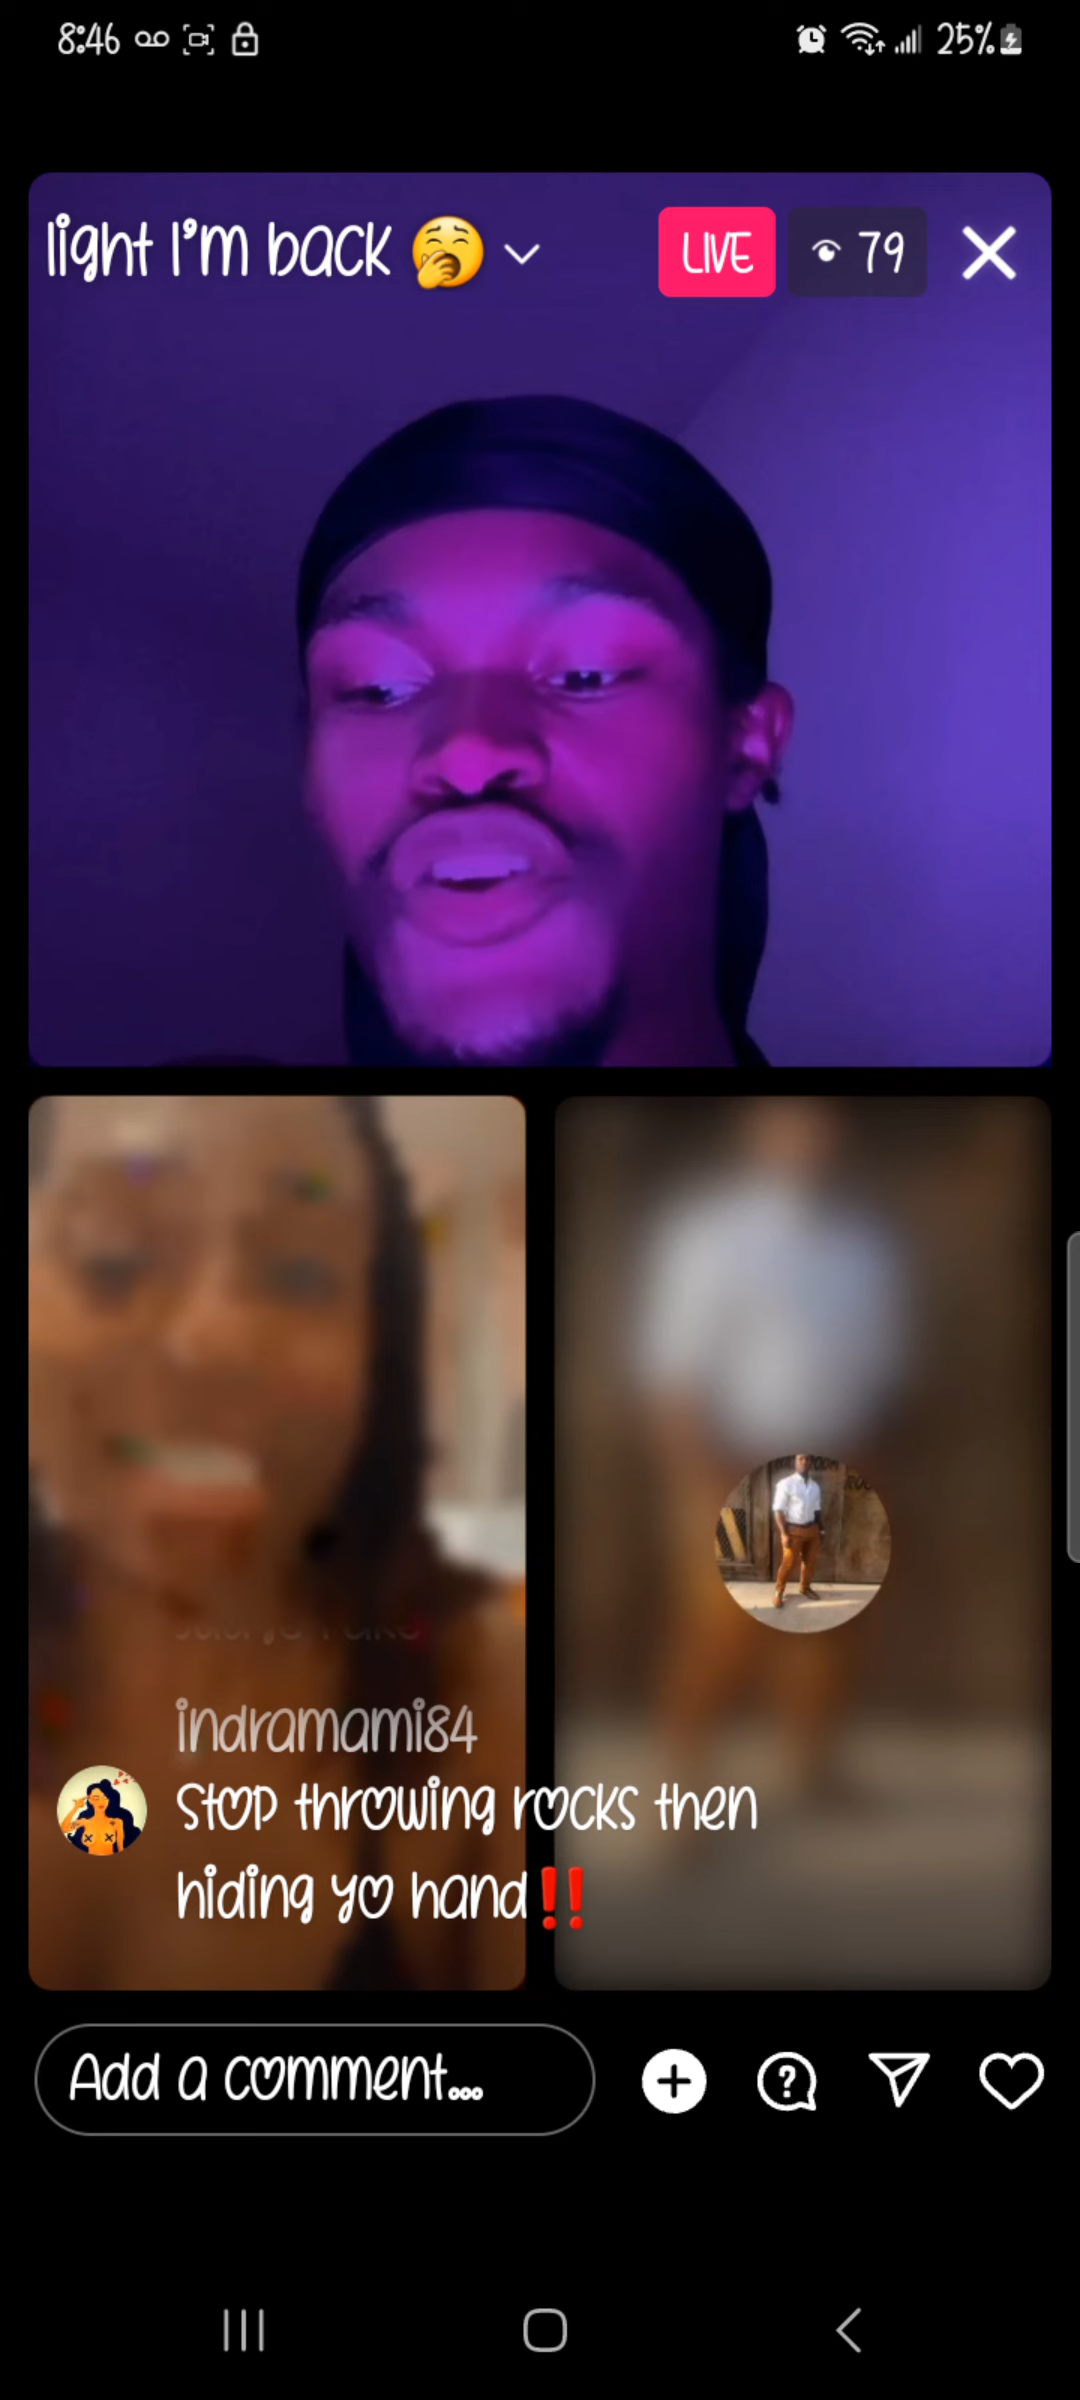 8:46 25%
light I'm back 🥱 LIVE 79
indramami84
Stop throwing rocks then
hiding yo hand‼️
Add a comment...